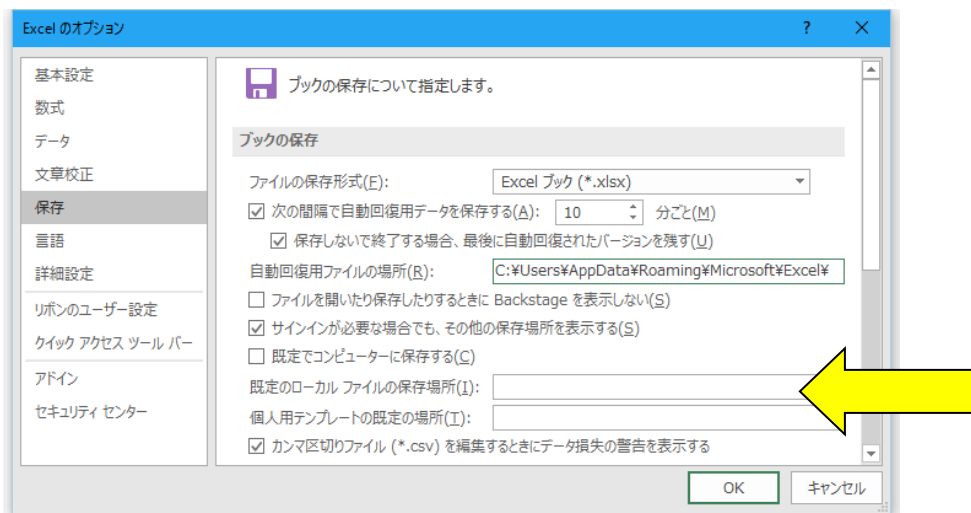 Excel のオプション
?
×
基本設定
数式
データ
文章校正
保存
言語
詳細設定
リボンのユーザー設定
クイック アクセス ツール バー
アドイン
セキュリティ センター
ブックの保存について指定します。
ブックの保存
ファイルの保存形式(F): Excel ブック (*.xlsx)
次の間隔で自動回復用データを保存する(A): 10 分ごと(M)
保存しないで終了する場合、最後に自動回復されたバージョンを残す(U)
自動回復用ファイルの場所(R): C:¥Users¥AppData¥Roaming¥Microsoft¥Excel¥
ファイルを開いたり保存したりするときに Backstage を表示しない(S)
サインインが必要な場合でも、その他の保存場所を表示する(S)
既定でコンピューターに保存する(C)
既定のローカル ファイルの保存場所(I):
個人用テンプレートの既定の場所(T):
カンマ区切りファイル (*.csv) を編集するときにデータ損失の警告を表示する
OK キャンセル